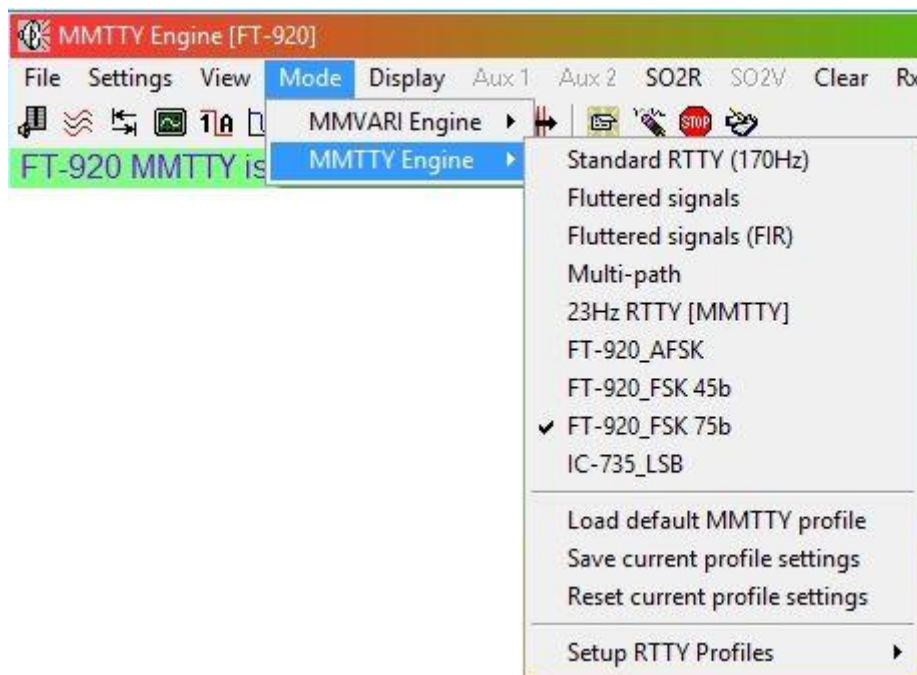 MMTTY Engine [FT-920]
File Settings View Mode Display Aux 1 Aux 2 SO2R SO2V Clear Rx
MMVARI Engine
STOP
FT-920 MMTTY is
MMTTY Engine
Standard RTTY (170Hz)
Fluttered signals
Fluttered signals (FIR)
Multi-path
23Hz RTTY [MMTTY]
FT-920_AFSK
FT-920_FSK 45b
FT-920_FSK 75b
IC-735_LSB
Load default MMTTY profile
Save current profile settings
Reset current profile settings
Setup RTTY Profiles